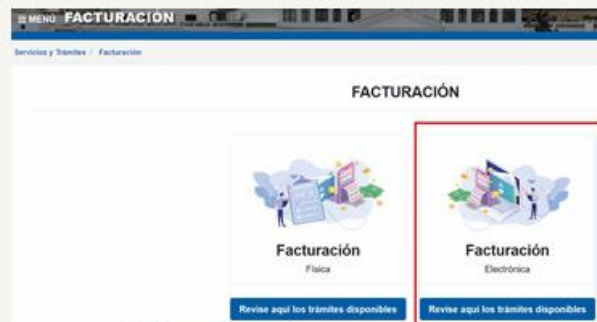 ≡ MENÚ FACTURACIÓN
Servicios y Trámites / Facturación
FACTURACIÓN
Facturación
Física
Revise aquí los trámites disponibles
Facturación
Electrónica
Revise aquí los trámites disponibles